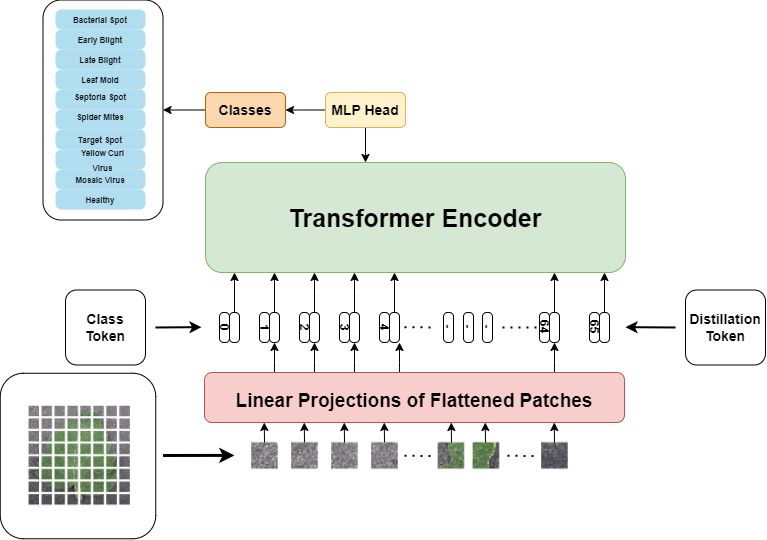 Bacterial Spot
Early Blight
Late Blight
Leaf Mold
Septoria Spot
Spider Mites
Target Spot
Yellow Curl
Virus
Mosaic Virus
Healthy
Classes
MLP Head
Transformer Encoder
Class
Token
0
1
2
3
4
. . . .
-
-
-
. . . . .
64
65
Distillation
Token
Linear Projections of Flattened Patches
. . . .
. . . .